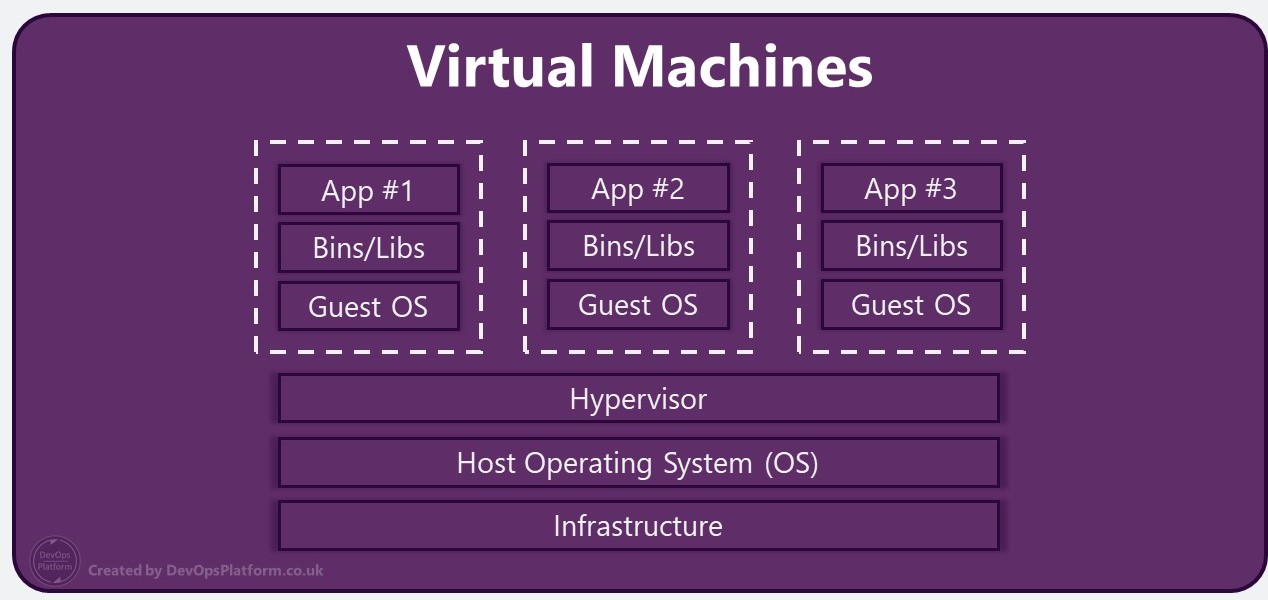 Virtual Machines
App #1
Bins/Libs
Guest OS
App #2
Bins/Libs
Guest OS
App #3
Bins/Libs
Guest OS
Hypervisor
Host Operating System (OS)
Infrastructure
DevOps
Platform
Created by DevOpsPlatform.co.uk